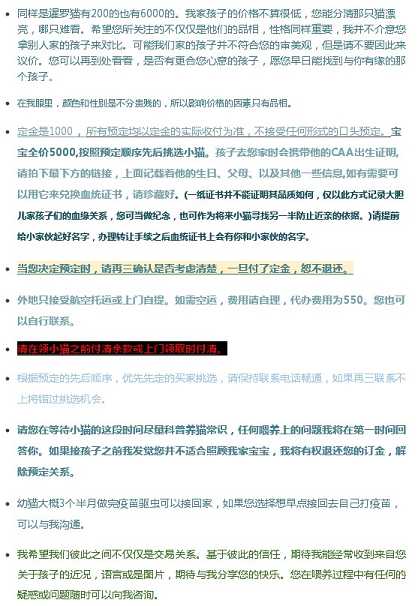 同样是暹罗猫有200的也有6000的。我家孩子的价格不算很低，您能分清那只猫漂
亮，哪只难看。希望您所关注的不仅仅是他们的品相，性格同样重要，我并不介意您
拿别人家的孩子来对比。可能我们家的孩子并不符合您的审美观，但是请不要因此来
议价。您可以再到处看看，是否有更合您心意的孩子，愿您早日能找到与你有缘的那
个孩子。
在我眼里，颜色和性别是不分贵贱的，所以影响价格的因素只有品相。
定金是1000，所有预定均以定金的实际收付为准，不接受任何形式的口头预定。宝
宝全价5000,按照预定顺序先后挑选小猫。孩子去您家时会携带他的CAA出生证明,
请拍下最下方的链接，上面记载着他的生日、父母、以及其他一些信息,如有需要可
以用它来兑换血统证书，请珍藏好。(一纸证书并不能证明其品质如何，仅以此方式记录大胆
儿家孩子们的血缘关系，您可当做纪念，也可作为将来小猫寻找另一半防止近亲的依据。)请提前
给小家伙起好名字，办理转让手续之后血统证书上会有你和小家伙的名字。
当您决定预定时，请再三确认是否考虑清楚，一旦付了定金，恕不退还。
外地只接受航空托运或上门自提。如需空运，费用请自理，代办费用为550。您也可
以自行联系。
请在领小猫之前付清余款或上门领取时付清。
根据预定的先后顺序，优先先定的买家挑选，请保持联系电话畅通，如果再三联系不
上将错过挑选机会。
请您在等待小猫的这段时间尽量科普养猫常识，任何喂养上的问题我将在第一时间回
答你。如果接孩子之前我发觉您并不适合照顾我家宝宝，我将有权退还您的订金，解
除预定关系。
幼猫大概3个半月做完疫苗驱虫可以接回家，如果您选择想早点接回去自己打疫苗，
可以与我沟通。
我希望我们彼此之间不仅仅是交易关系。基于彼此的信任，期待我能经常收到来自您
关于孩子的近况，语言或是图片，期待与我分享您的快乐。您在喂养过程中有任何的
疑惑或问题随时可以向我咨询。